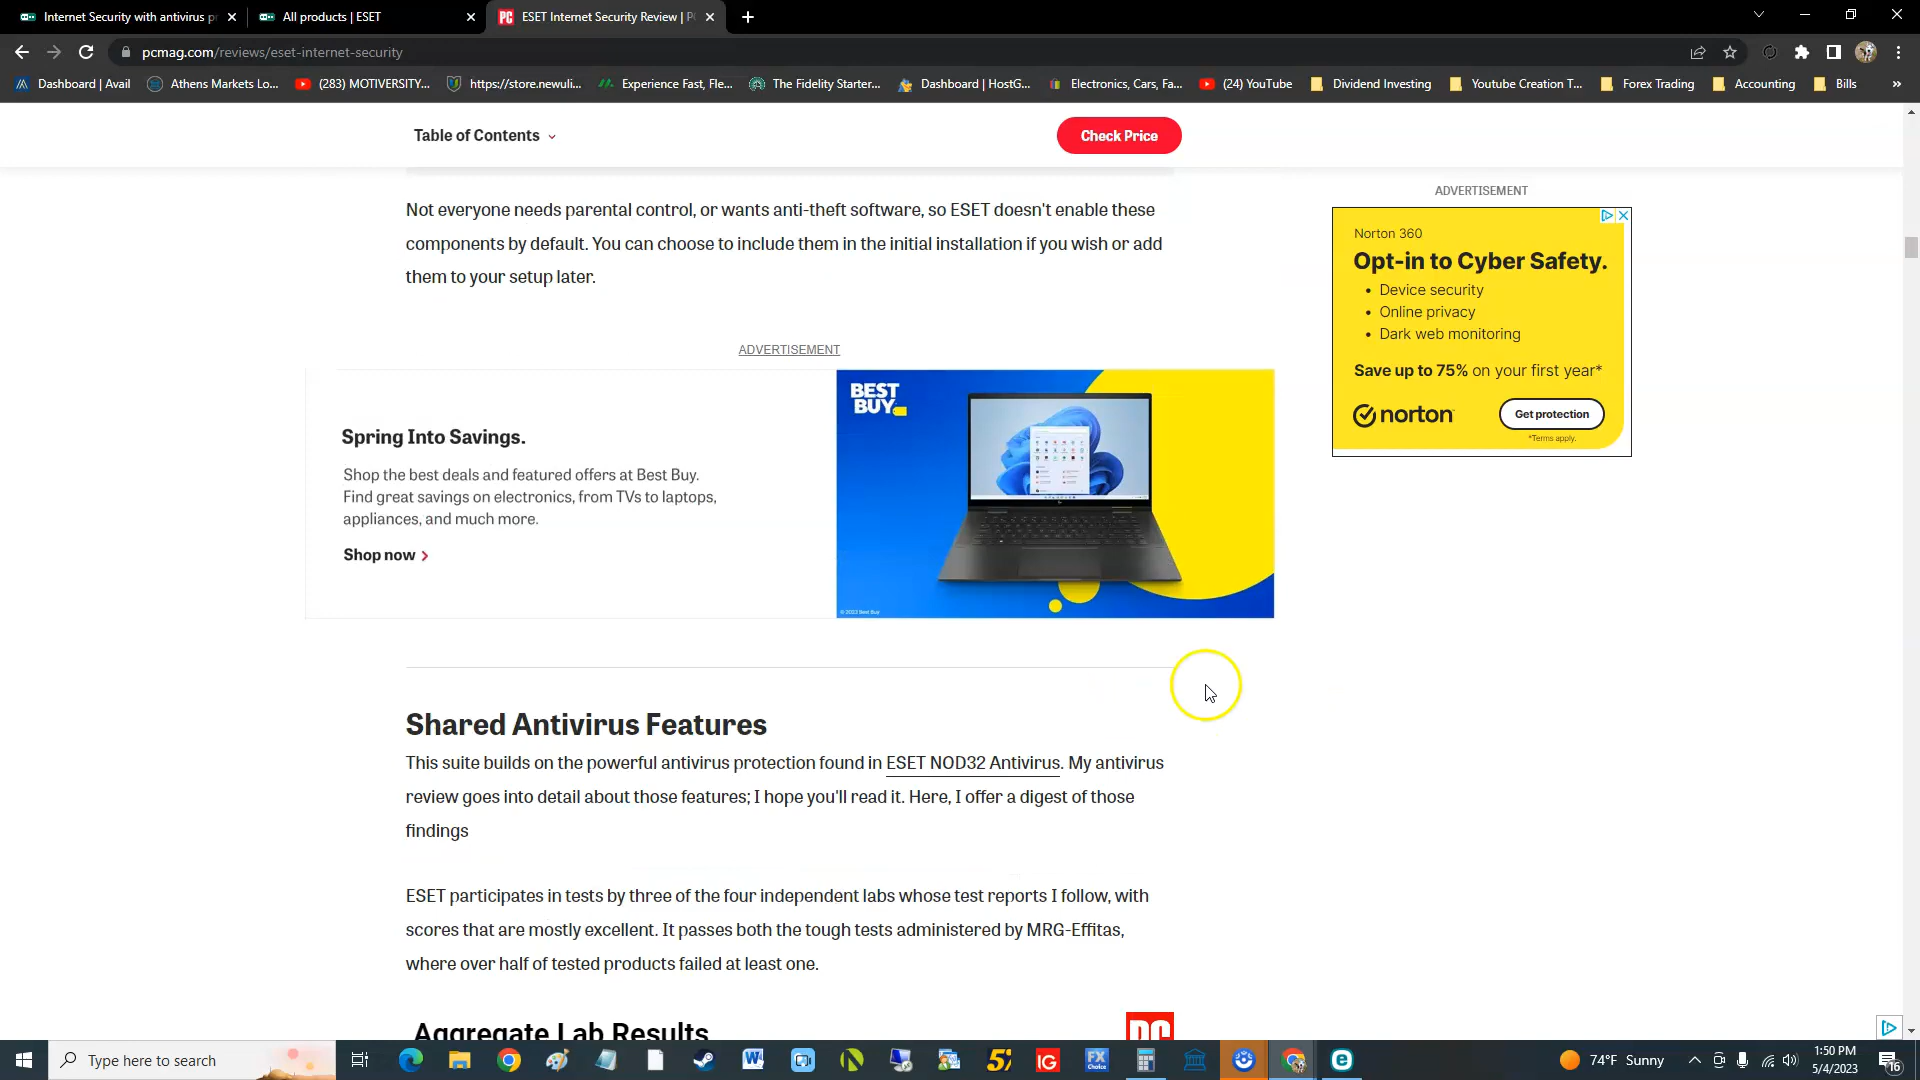 Internet Security with antivirus pr
All products | ESET
PC
ESET Internet Security Review | P
pcmag.com/reviews/eset-internet-security
Dashboard | Avail
Athens Markets Lo...
(283) MOTIVERSITY...
https://store.newuli...
Experience Fast, Fle...
The Fidelity Starter...
Dashboard | HostG...
Electronics, Cars, Fa...
(24) YouTube
Dividend Investing
Youtube Creation T...
Forex Trading
Accounting
Bills
»
Table of Contents
Check Price
Not everyone needs parental control, or wants anti-theft software, so ESET doesn't enable these
components by default. You can choose to include them in the initial installation if you wish or add
them to your setup later.
ADVERTISEMENT
Norton 360
Opt-in to Cyber Safety.
• Device security
• Online privacy
• Dark web monitoring
Save up to 75% on your first year*
norton
Get protection
*Terms apply.
ADVERTISEMENT
Spring Into Savings.
Shop the best deals and featured offers at Best Buy.
Find great savings on electronics, from TVs to laptops,
appliances, and much more.
Shop now
BEST
BUY
© 2023 Best Buy
Shared Antivirus Features
This suite builds on the powerful antivirus protection found in ESET NOD32 Antivirus. My antivirus
review goes into detail about those features; I hope you'll read it. Here, I offer a digest of those
findings
ESET participates in tests by three of the four independent labs whose test reports I follow, with
scores that are mostly excellent. It passes both the tough tests administered by MRG-Effitas,
where over half of tested products failed at least one.
Aggregate Lab Results
PC
Type here to search
IG
FX
Choice
74°F Sunny
1:50 PM
5/4/2023
16